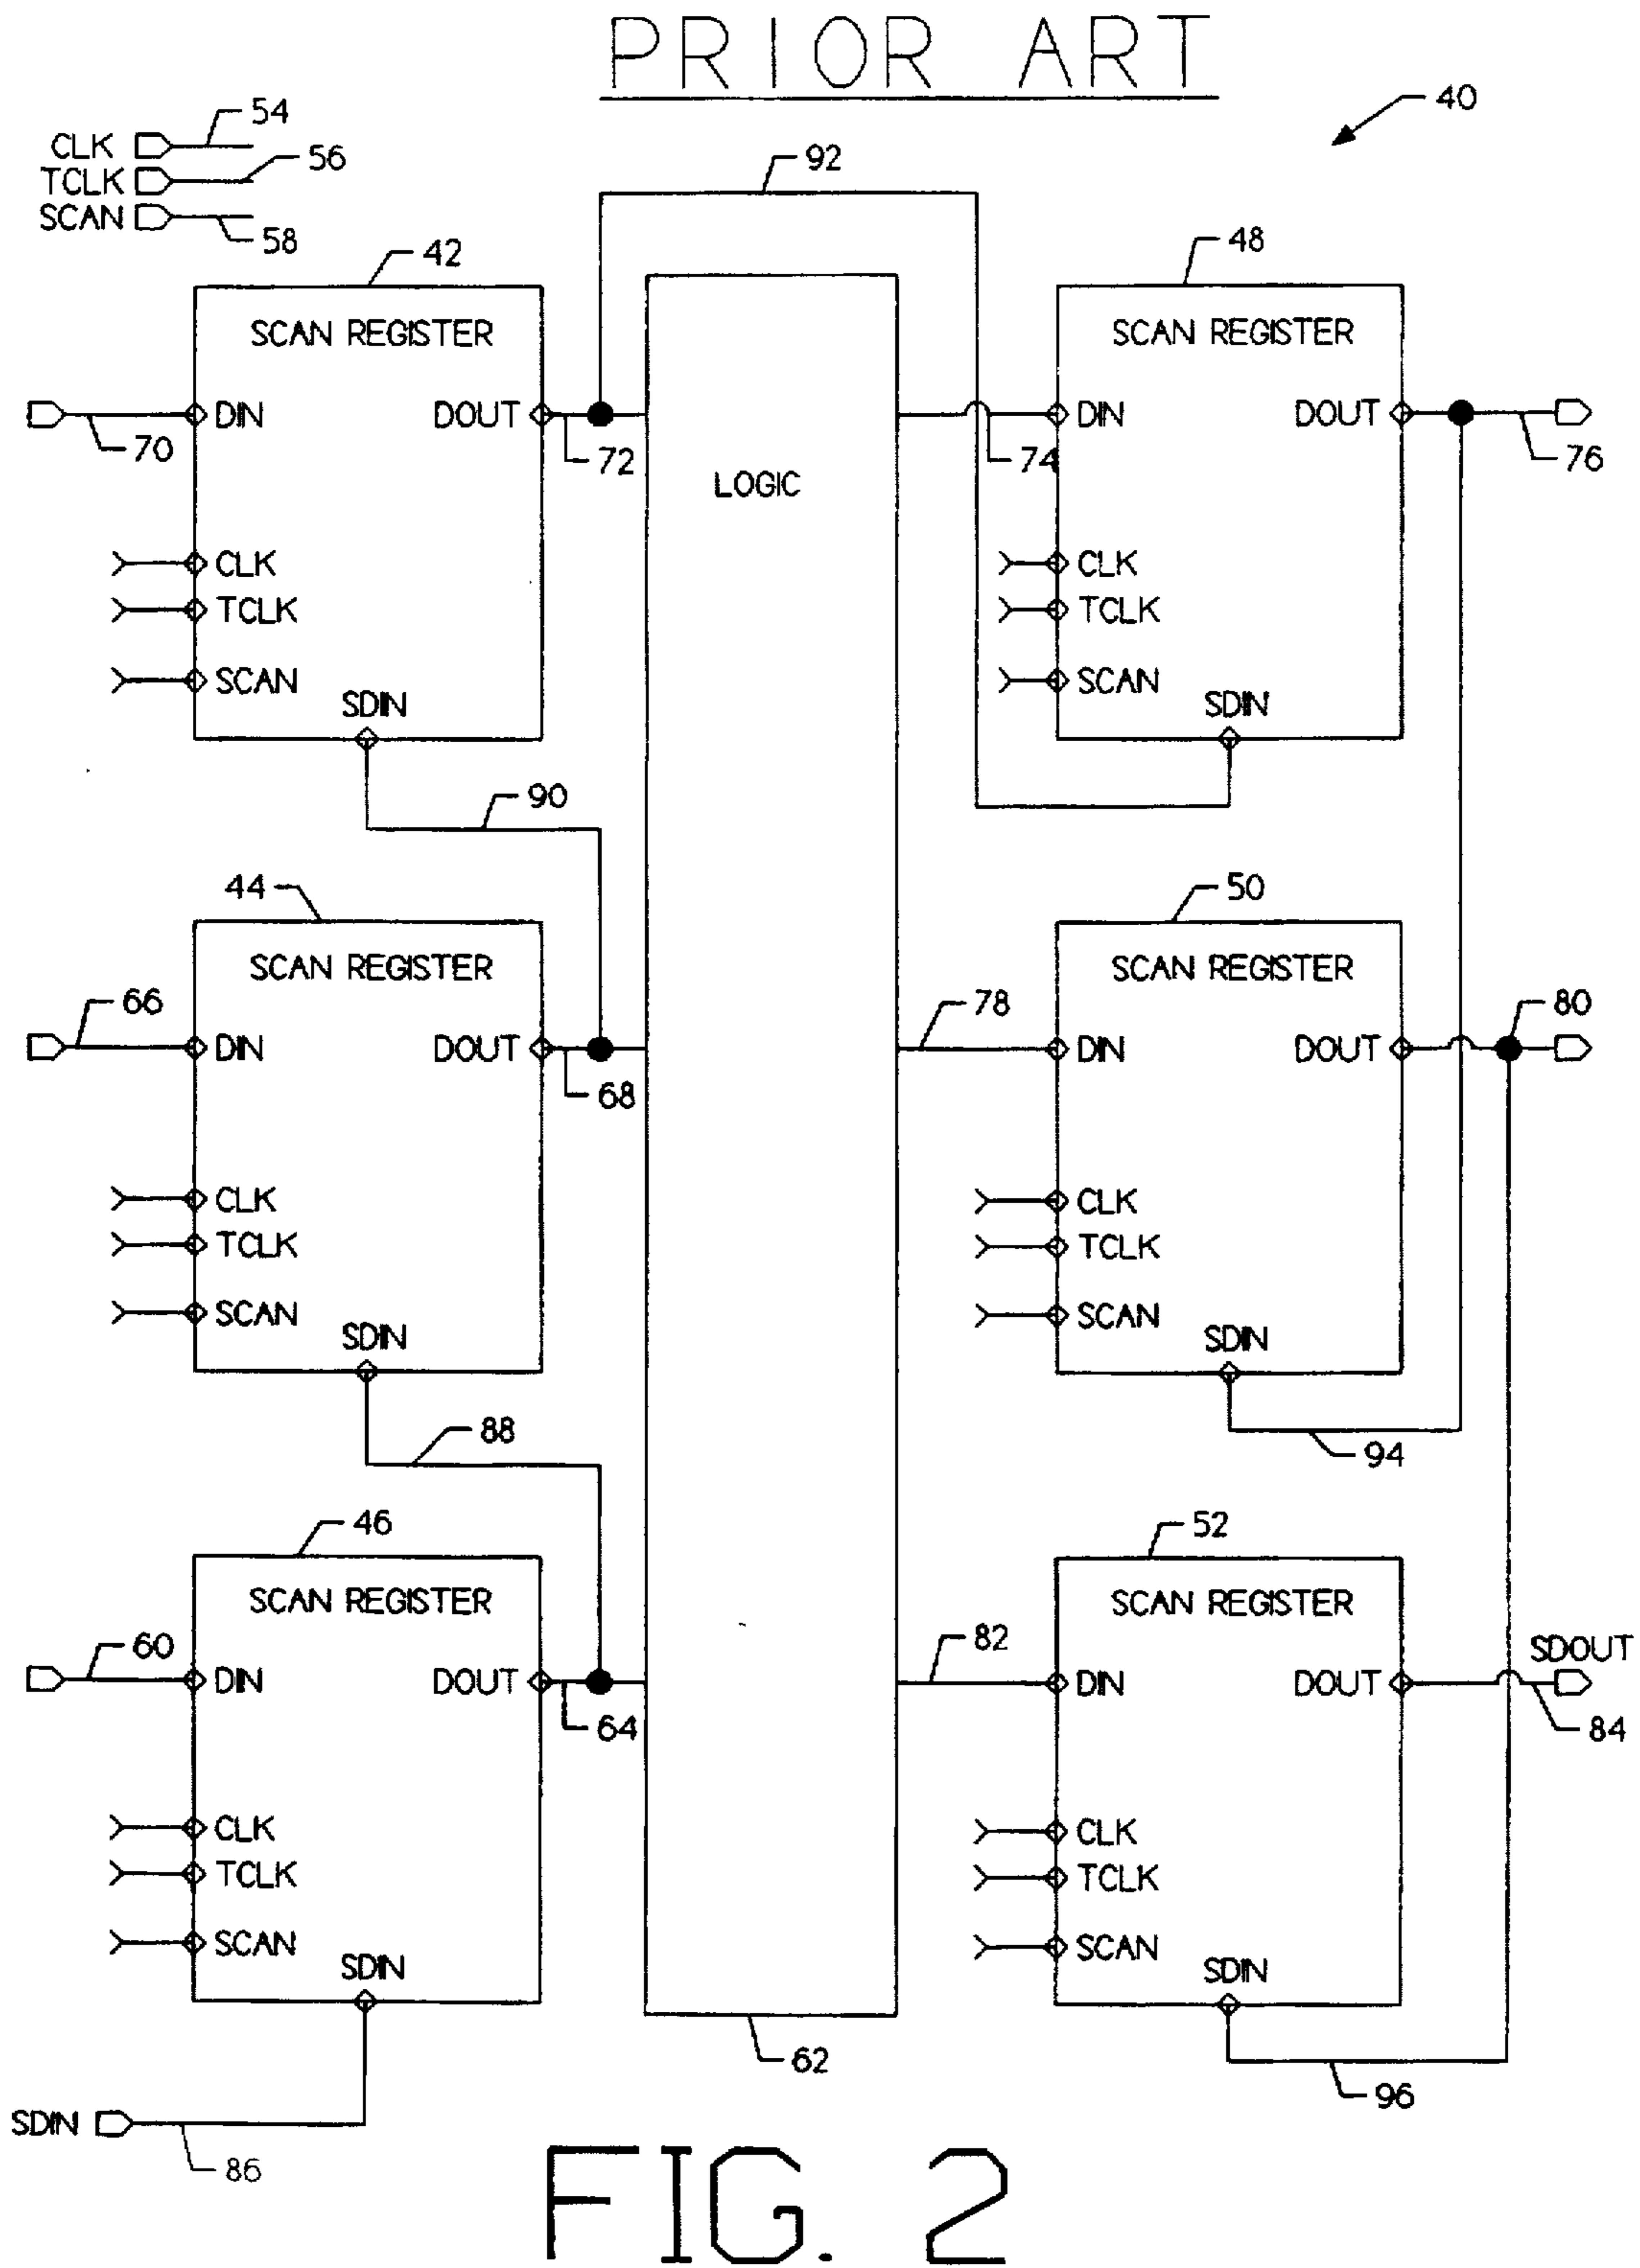 PRIOR ART
40
CLK 54
TCLK 56
SCAN 58
92
42
48
SCAN REGISTER
SCAN REGISTER
DIN DOUT
DIN DOUT
70
72
74
76
LOGIC
CLK
TCLK
SCAN
SDIN
CLK
TCLK
SCAN
SDIN
90
44
50
SCAN REGISTER
SCAN REGISTER
66
78
80
DIN DOUT
DIN DOUT
68
CLK
TCLK
SCAN
SDIN
CLK
TCLK
SCAN
SDIN
88
94
46
52
SCAN REGISTER
SCAN REGISTER
60
82
SDOUT
DIN DOUT
DIN DOUT
64
84
CLK
TCLK
SCAN
SDIN
CLK
TCLK
SCAN
SDIN
62
96
SDIN
86
FIG. 2